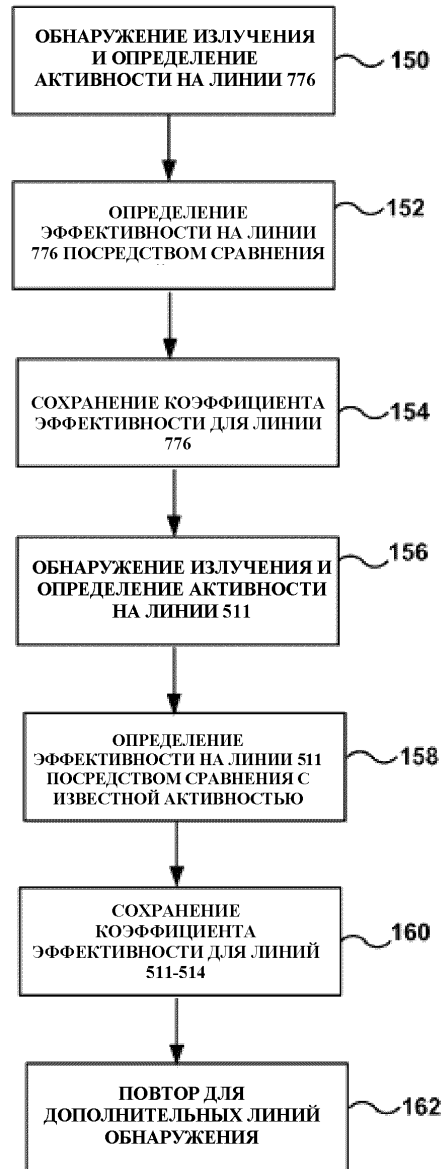 ОБНАРУЖЕНИЕ ИЗЛУЧЕНИЯ
И ОПРЕДЕЛЕНИЕ
АКТИВНОСТИ НА ЛИНИИ 776
150
ОПРЕДЕЛЕНИЕ
ЭФФЕКТИВНОСТИ НА ЛИНИИ
776 ПОСРЕДСТВОМ СРАВНЕНИЯ
152
СОХРАНЕНИЕ КОЭФФИЦИЕНТА
ЭФФЕКТИВНОСТИ ДЛЯ ЛИНИИ
776
154
ОБНАРУЖЕНИЕ ИЗЛУЧЕНИЯ И
ОПРЕДЕЛЕНИЕ АКТИВНОСТИ
НА ЛИНИИ 511
156
ОПРЕДЕЛЕНИЕ
ЭФФЕКТИВНОСТИ НА ЛИНИИ 511
ПОСРЕДСТВОМ СРАВНЕНИЯ С
ИЗВЕСТНОЙ АКТИВНОСТЬЮ
158
СОХРАНЕНИЕ
КОЭФФИЦИЕНТА
ЭФФЕКТИВНОСТИ ДЛЯ ЛИНИЙ
511-514
160
ПОВТОР ДЛЯ
ДОПОЛНИТЕЛЬНЫХ ЛИНИЙ
ОБНАРУЖЕНИЯ
162